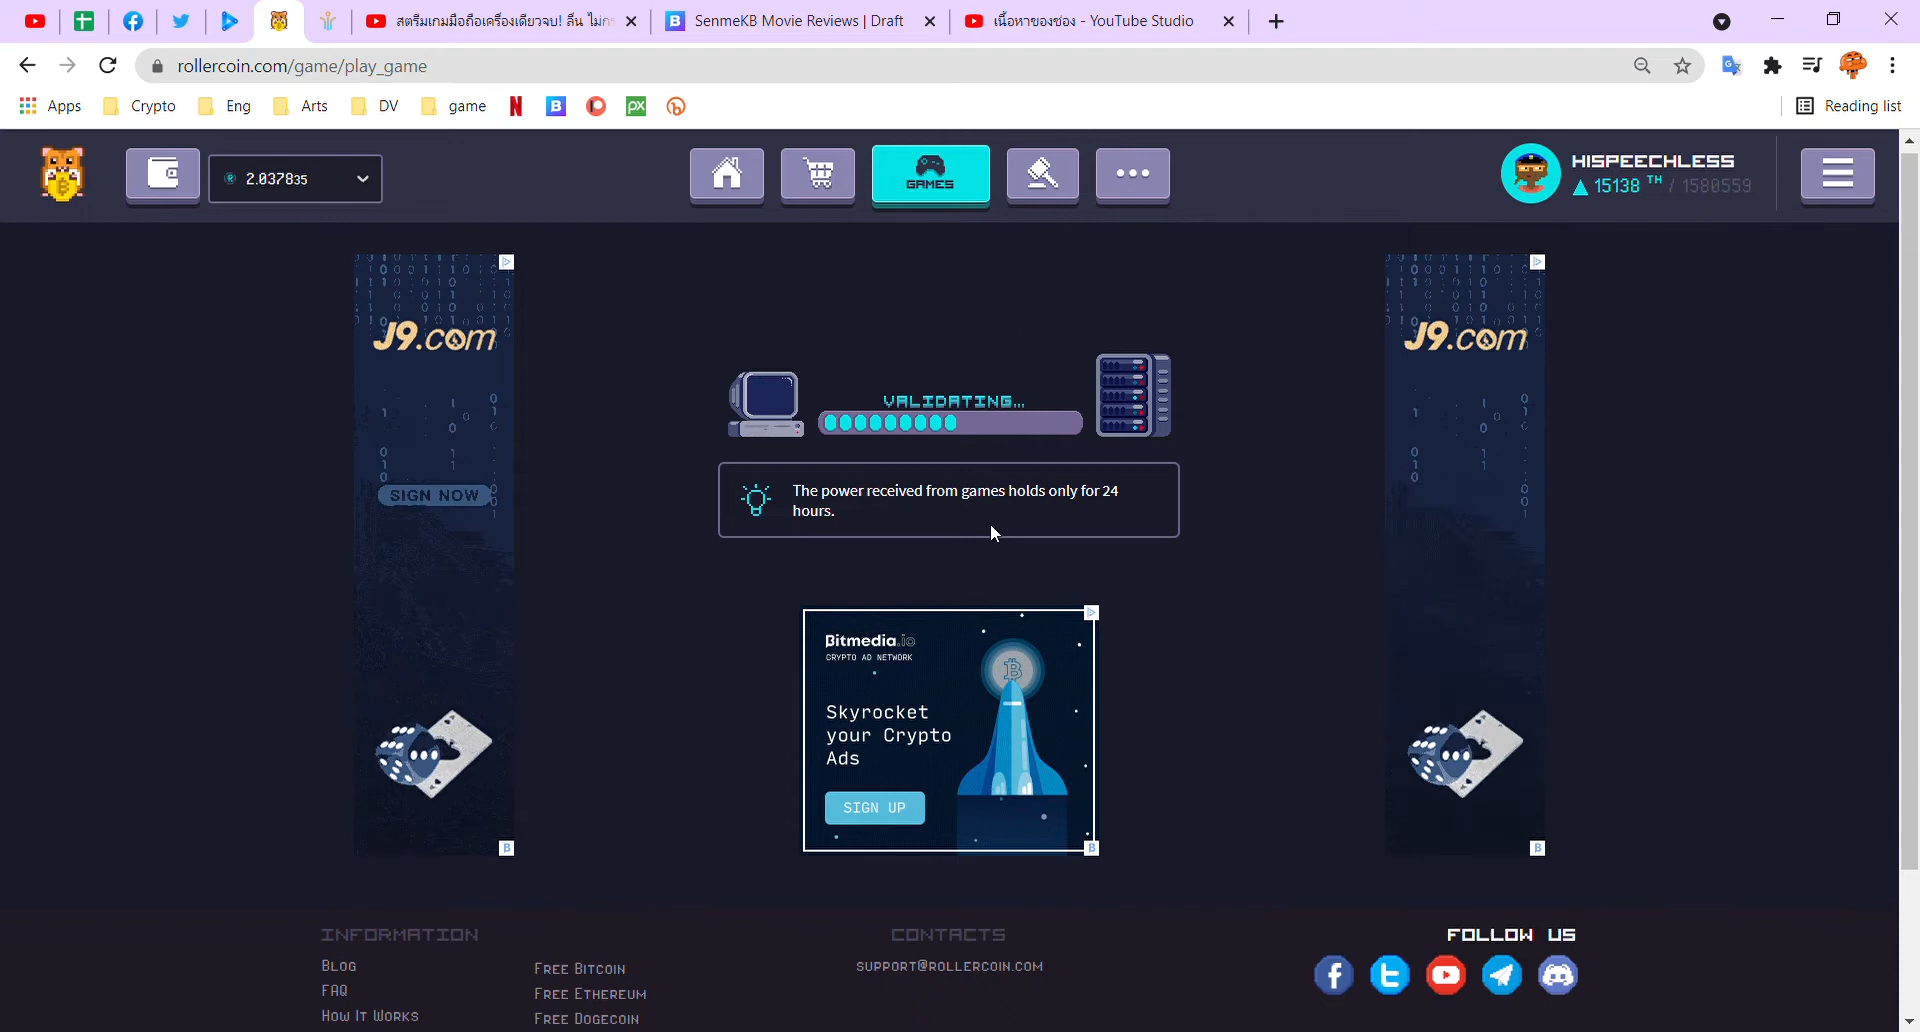 สตรีมเกมมือถือเครื่องเดียวจบ! ลื่น ไม่กร
SenmeKB Movie Reviews | Draft
เนื้อหาของช่อง - YouTube Studio
rollercoin.com/game/play_game
Apps
Crypto
Eng
Arts
DV
game
Reading list
2.037835
GAMES
HISPEECHLESS
15138 TH / 1580559
J9.com
SIGN NOW
J9.com
VALIDATING...
The power received from games holds only for 24
hours.
Bitmedia.io
CRYPTO AD NETWORK
Skyrocket
your Crypto
Ads
SIGN UP
INFORMATION
BLOG
FAQ
HOW IT WORKS
FREE BITCOIN
FREE ETHEREUM
FREE DOGECOIN
CONTACTS
SUPPORT@ROLLERCOIN.COM
FOLLOW US